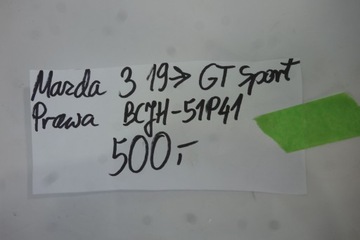 Mazda 3 19→ GT Sport
Prawa BCJH-51P41
500,-